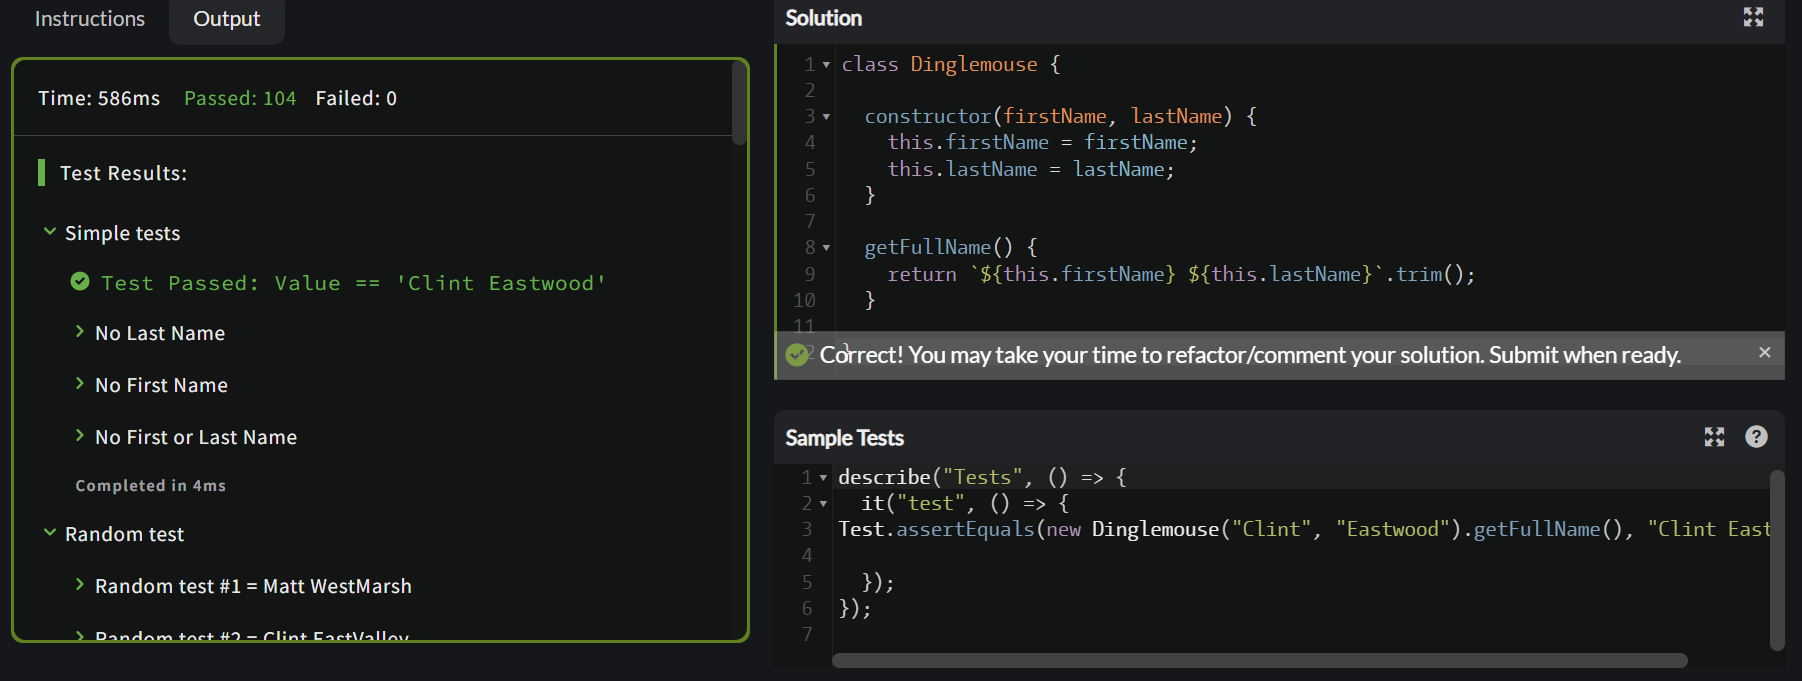 Instructions
Output
Time: 586ms Passed: 104 Failed: 0
Test Results:
Simple tests
Test Passed: Value == 'Clint Eastwood'
No Last Name
No First Name
No First or Last Name
Completed in 4ms
Random test
Random test #1 = Matt WestMarsh
Random test #2 = Clint EastValley
Solution
1 class Dinglemouse {
2
3 constructor(firstName, lastName) {
4 this.firstName = firstName;
5 this.lastName = lastName;
6 }
7
8 getFullName() {
9 return `${this.firstName} ${this.lastName}`.trim();
10 }
11
12 }
Correct! You may take your time to refactor/comment your solution. Submit when ready.
Sample Tests
1 describe("Tests", () => {
2 it("test", () => {
3 Test.assertEquals(new Dinglemouse("Clint", "Eastwood").getFullName(), "Clint East
4
5 });
6 });
7